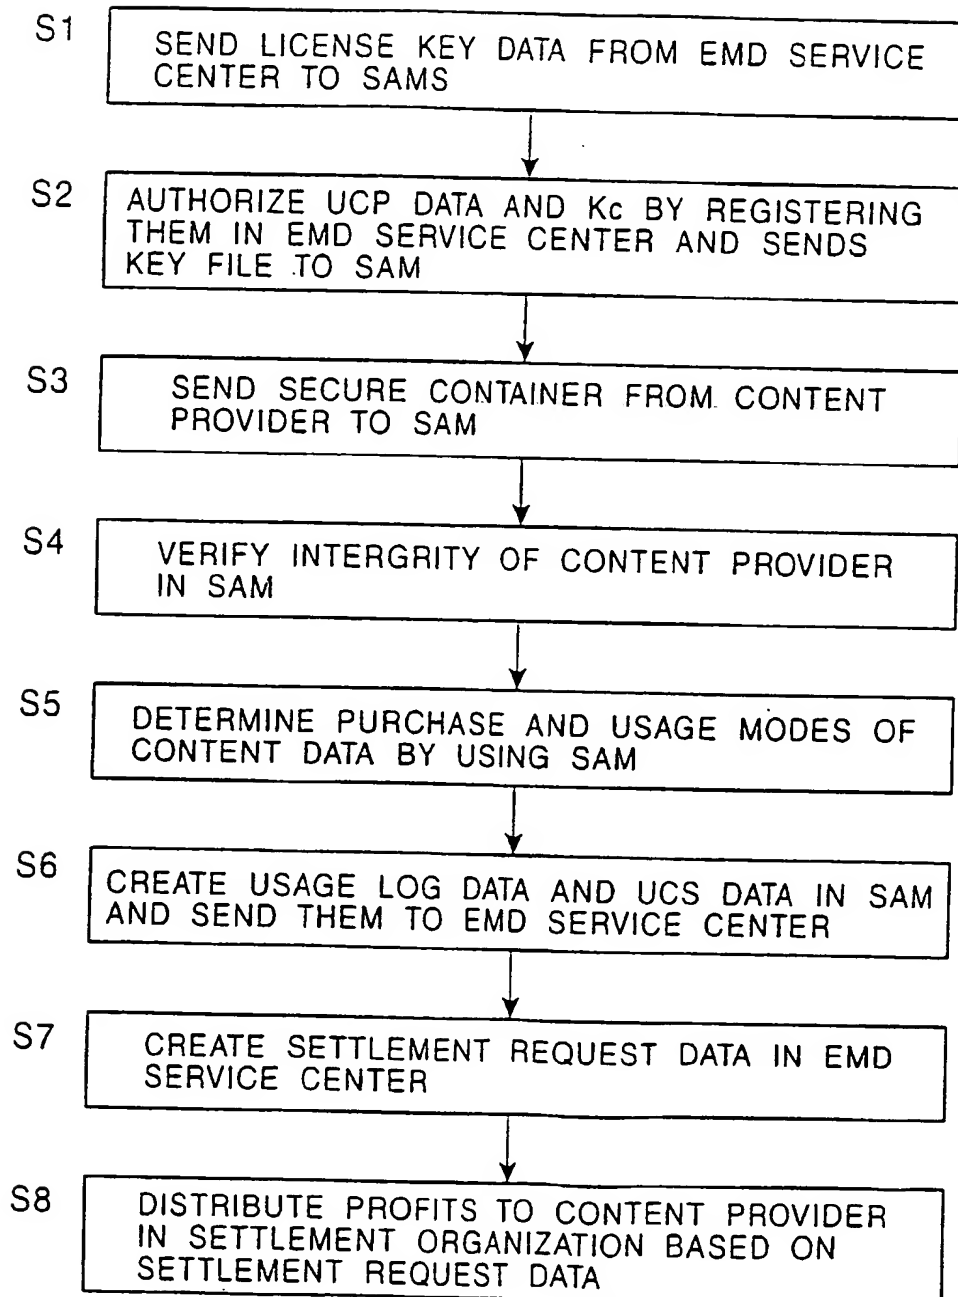 S1
SEND LICENSE KEY DATA FROM EMD SERVICE
CENTER TO SAMS
S2
AUTHORIZE UCP DATA AND Kc BY REGISTERING
THEM IN EMD SERVICE CENTER AND SENDS
KEY FILE TO SAM
S3
SEND SECURE CONTAINER FROM CONTENT
PROVIDER TO SAM
S4
VERIFY INTERGRITY OF CONTENT PROVIDER
IN SAM
S5
DETERMINE PURCHASE AND USAGE MODES OF
CONTENT DATA BY USING SAM
S6
CREATE USAGE LOG DATA AND UCS DATA IN SAM
AND SEND THEM TO EMD SERVICE CENTER
S7
CREATE SETTLEMENT REQUEST DATA IN EMD
SERVICE CENTER
S8
DISTRIBUTE PROFITS TO CONTENT PROVIDER
IN SETTLEMENT ORGANIZATION BASED ON
SETTLEMENT REQUEST DATA